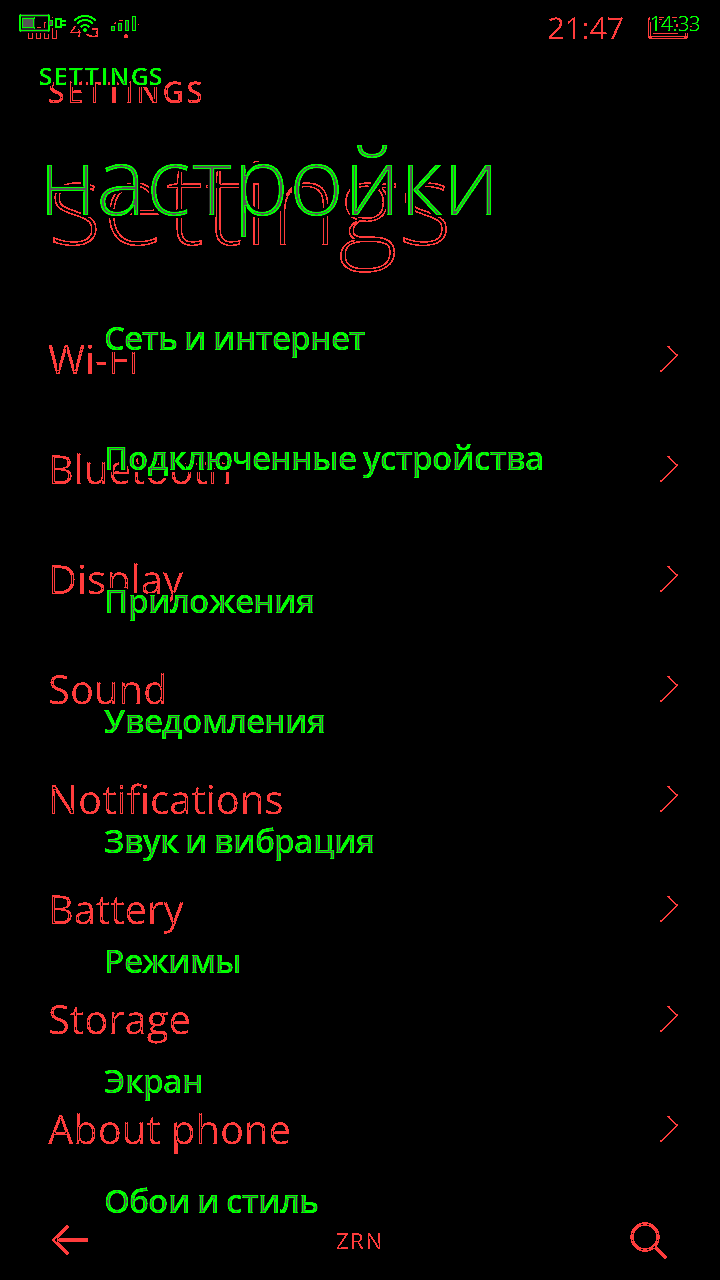 4G 21:47 14:33
SETTINGS
SETTINGS
настройки
settings
Сеть и интернет
Wi-Fi
Подключенные устройства
Bluetooth
Display
Приложения
Sound
Уведомления
Notifications
Звук и вибрация
Battery
Режимы
Storage
Экран
About phone
Обои и стиль
ZRN